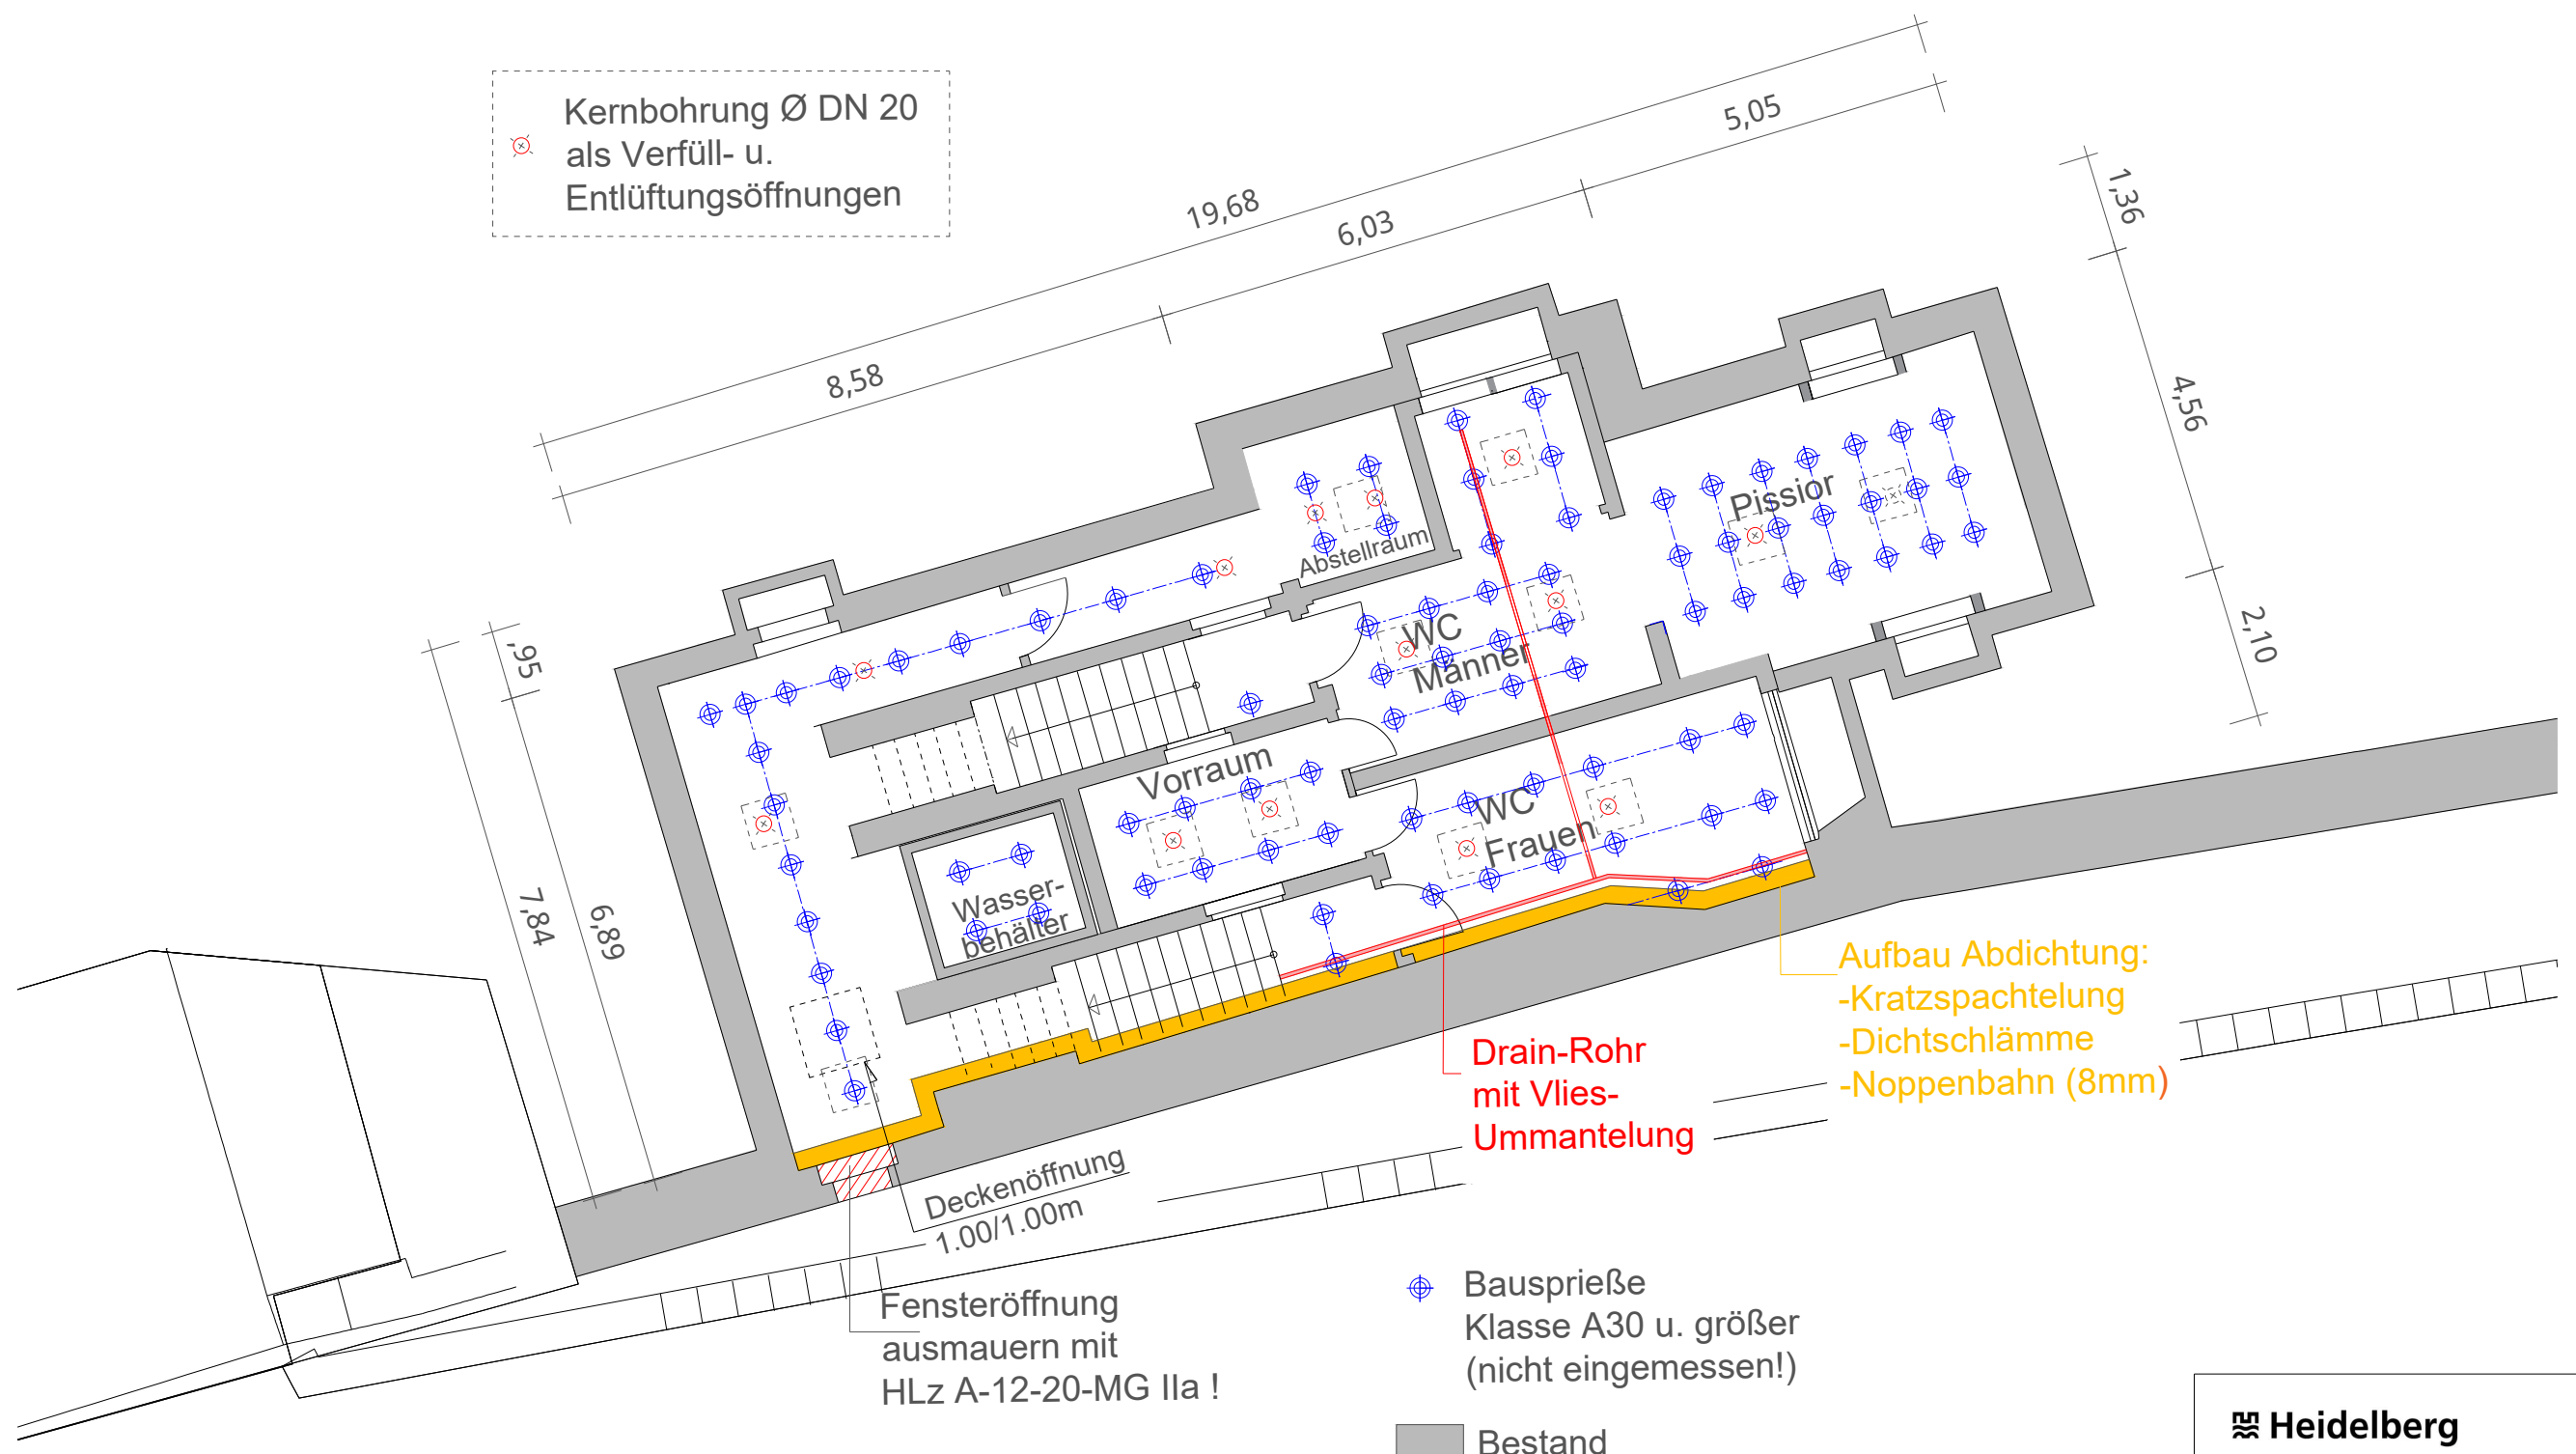 Kernbohrung Ø DN 20
als Verfüll- u.
Entlüftungsöffnungen
5,05
19,68
6,03
8,58
1,36
4,56
2,10
,95
6,89
7,84
Pissior
Abstellraum
WC
Männer
Vorraum
WC
Frauen
Wasser-
behälter
Aufbau Abdichtung:
-Kratzspachtelung
-Dichtschlämme
-Noppenbahn (8mm)
Drain-Rohr
mit Vlies-
Ummantelung
Deckenöffnung
1.00/1.00m
Fensteröffnung
ausmauern mit
HLz A-12-20-MG IIa !
Bausprieße
Klasse A30 u. größer
(nicht eingemessen!)
Bestand
Heidelberg